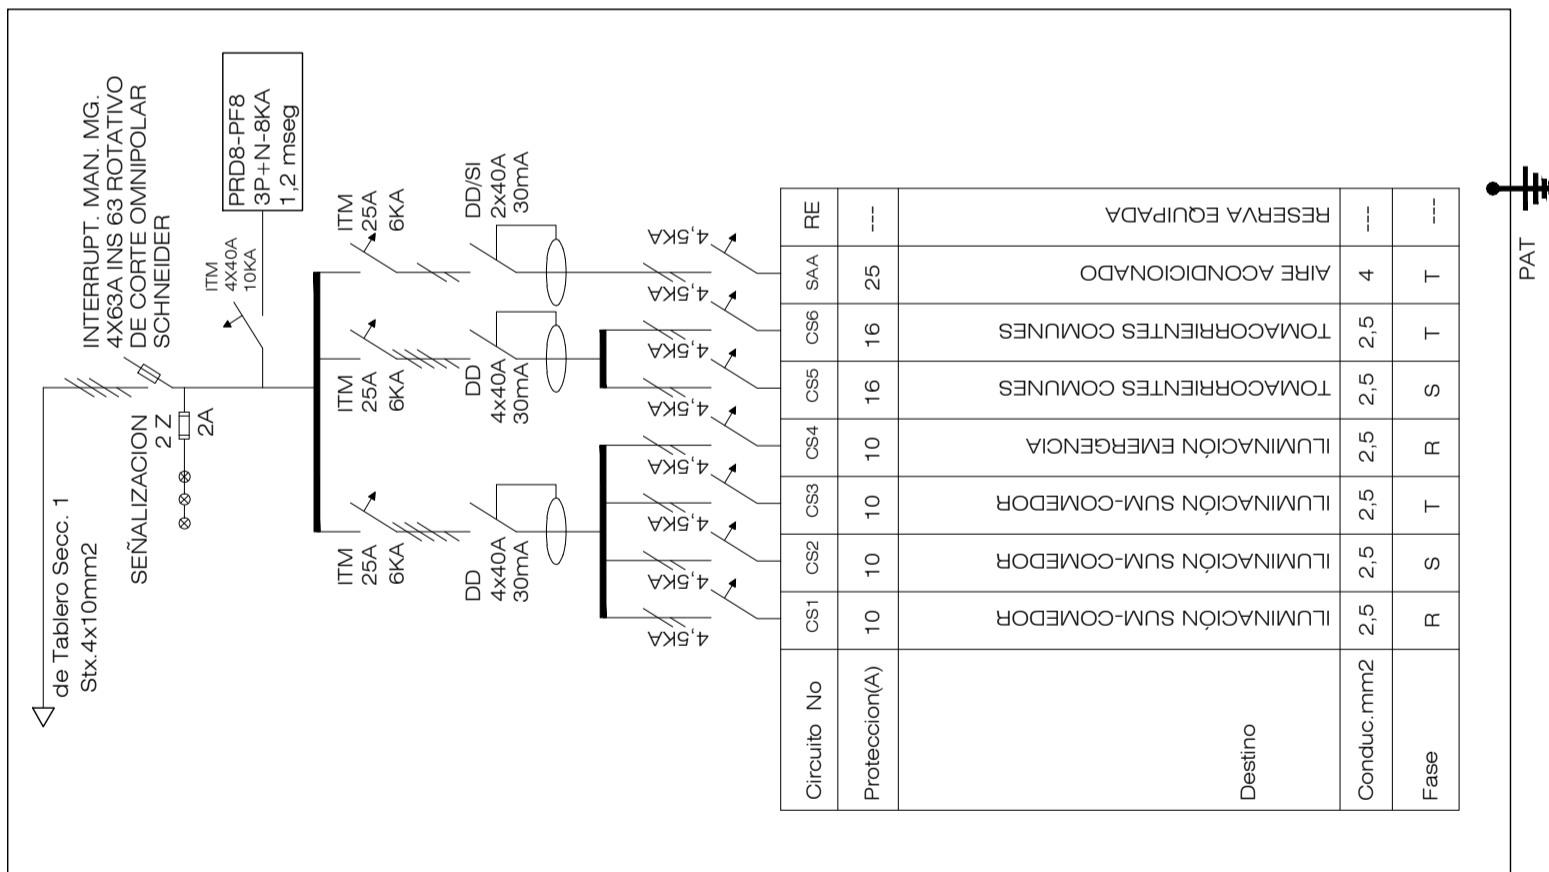 de Tablero Secc. 1
Stx.4x10mm2
INTERRUPT. MAN. MG.
4X63A INS 63 ROTATIVO
DE CORTE OMNIPOLAR
SCHNEIDER
SEÑALIZACION
2 Z
2A
ITM
4X40A
10KA
PRD8-PF8
3P+N-8KA
1,2 mseg
ITM
25A
6KA
DD
4x40A
30mA
ITM
25A
6KA
DD
4x40A
30mA
ITM
25A
6KA
DD/SI
2x40A
30mA
4,5KA
4,5KA
4,5KA
4,5KA
4,5KA
4,5KA
4,5KA
4,5KA
Circuito No CS1 CS2 CS3 CS4 CS5 CS6 SAA RE
Proteccion(A) 10 10 10 10 16 16 25 ---
Destino
ILUMINACIÓN SUM-COMEDOR
ILUMINACIÓN SUM-COMEDOR
ILUMINACIÓN SUM-COMEDOR
ILUMINACIÓN EMERGENCIA
TOMACORRIENTES COMUNES
TOMACORRIENTES COMUNES
AIRE ACONDICIONADO
RESERVA EQUIPADA
Conduc.mm2 2,5 2,5 2,5 2,5 2,5 2,5 4 ---
Fase R S T R S T T ---
PAT